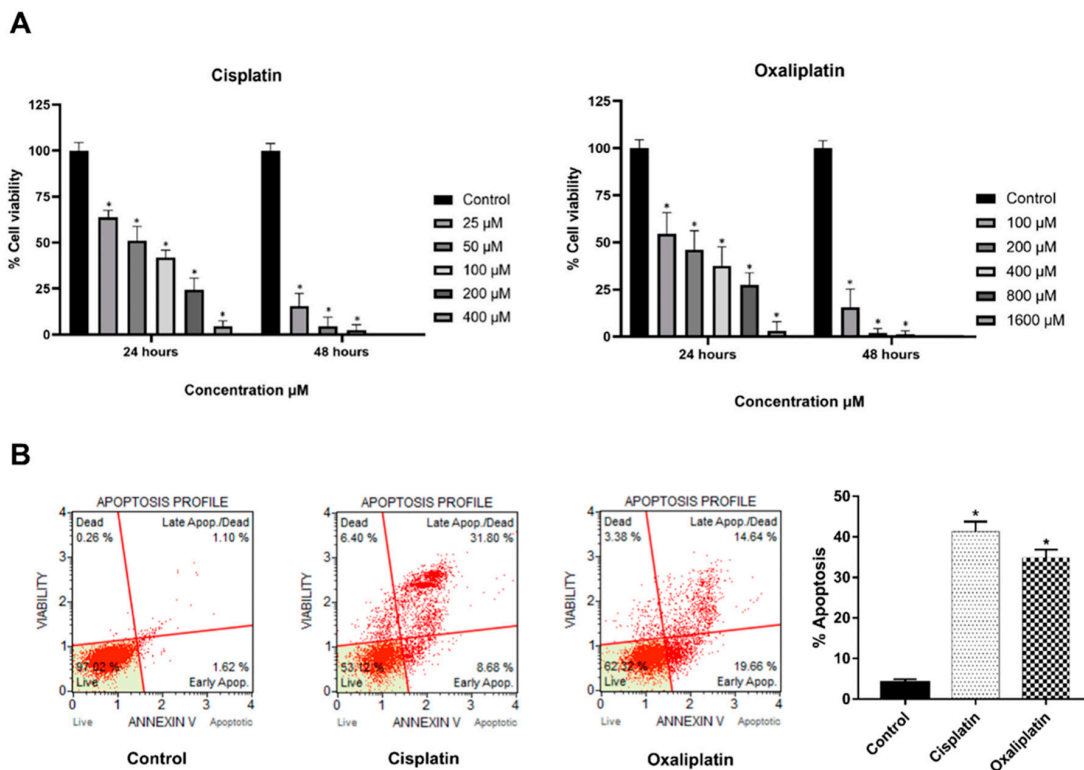 A
Cisplatin
% Cell viability
125
100
75
50
25
0
* * * * *
* * *
24 hours
48 hours
Concentration µM
Control
25 µM
50 µM
100 µM
200 µM
400 µM
Oxaliplatin
% Cell viability
125
100
75
50
25
0
* * * * *
* * *
24 hours
48 hours
Concentration µM
Control
100 µM
200 µM
400 µM
800 µM
1600 µM
B
APOPTOSIS PROFILE
Dead
0.26 %
Late Apop./Dead
1.10 %
VIABILITY
4
3
2
1
0
97.02 %
Live
1.62 %
Early Apop.
0 1 2 3 4
Live ANNEXIN V Apoptotic
Control
APOPTOSIS PROFILE
Dead
6.40 %
Late Apop./Dead
31.80 %
VIABILITY
4
3
2
1
0
53.12 %
Live
8.68 %
Early Apop.
0 1 2 3 4
Live ANNEXIN V Apoptotic
Cisplatin
APOPTOSIS PROFILE
Dead
3.38 %
Late Apop./Dead
14.64 %
VIABILITY
4
3
2
1
0
62.32 %
Live
19.66 %
Early Apop.
0 1 2 3 4
Live ANNEXIN V Apoptotic
Oxaliplatin
% Apoptosis
50
40
30
20
10
0
* *
Control
Cisplatin
Oxaliplatin